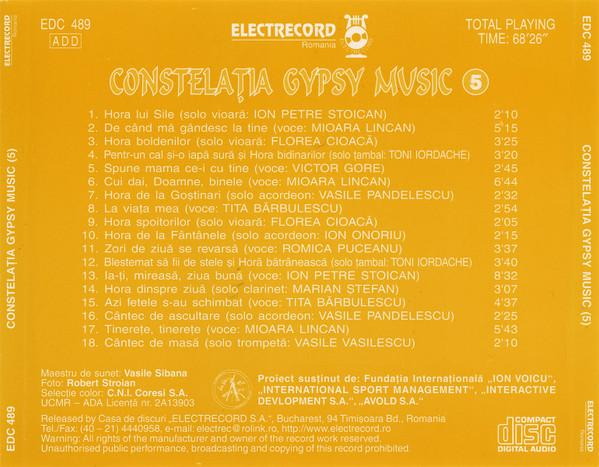 EDC 489
ADD
ELECTRECORD
Romania
TOTAL PLAYING
TIME: 68'26"
CONSTELAȚIA GYPSY MUSIC 5
1. Hora lui Sile (solo vioară: ION PETRE STOICAN) 2'10
2. De când mă gândesc la tine (voce: MIOARA LINCAN) 5'15
3. Hora boldenilor (solo vioară: FLOREA CIOACĂ) 3'25
4. Pentr-un cal și-o iapă sură și Hora bidinarilor (solo țambal: TONI IORDACHE) 3'20
5. Spune mama ce-i cu tine (voce: VICTOR GORE) 2'45
6. Cui dai, Doamne, binele (voce: MIOARA LINCAN) 6'44
7. Hora de la Goștinari (solo acordeon: VASILE PANDELESCU) 2'32
8. La viața mea (voce: TITA BĂRBULESCU) 2'54
9. Hora spoitorilor (solo vioară: FLOREA CIOACĂ) 2'05
10. Hora de la Fântânele (solo acordeon: ION ONORIU) 2'15
11. Zori de ziuă se revarsă (voce: ROMICA PUCEANU) 3'37
12. Blestemat să fii de stele și Horă bătrânească (solo țambal: TONI IORDACHE) 3'40
13. Ia-ți, mireasă, ziua bună (voce: ION PETRE STOICAN) 8'32
14. Hora dinspre ziuă (solo clarinet: MARIAN STEFAN) 3'07
15. Azi fetele s-au schimbat (voce: TITA BĂRBULESCU) 4'37
16. Cântec de ascultare (solo acordeon: VASILE PANDELESCU) 2'25
17. Tinerețe, tinerețe (voce: MIOARA LINCAN) 5'43
18. Cântec de masă (solo trompetă: VASILE VASILESCU) 2'10
Maestru de sunet: Vasile Sibana
Foto: Robert Stroian
Selecție color: C.N.I. Coresi S.A.
UCMR – ADA Licență nr. 2A13903
Proiect susținut de: Fundația Internațională „ION VOICU",
„INTERNATIONAL SPORT MANAGEMENT", „INTERACTIVE
DEVLOPMENT S.A.", „AVOLD S.A."
Released by Casa de discuri „ELECTRECORD S.A.", Bucharest, 94 Timișoara Bd., Romania
Tel./Fax: (40 – 21) 4440958, e-mail: electrec@rolink.ro, http://www.electrecord.ro
Warning: All rights of the manufacturer and owner of the record work reserved.
Unauthorised public performance, broadcasting and copying of this record prohibited.
COMPACT
disc
DIGITAL AUDIO
ELECTRECORD
Romania
CONSTELAȚIA GYPSY MUSIC (5)
EDC 489
EDC 489
CONSTELAȚIA GYPSY MUSIC (5)
ELECTRECORD
Romania